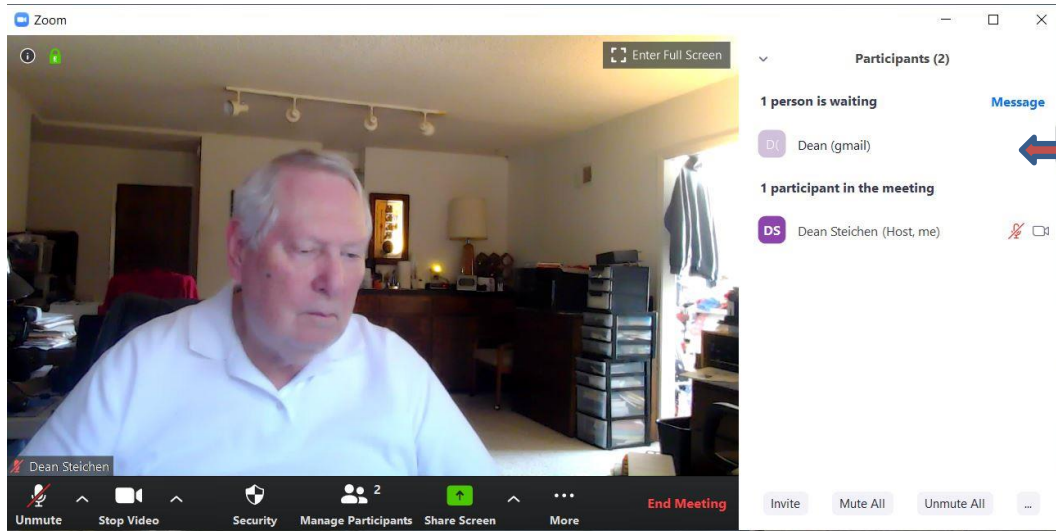 Zoom
Enter Full Screen
Participants (2)
1 person is waiting
Message
D(
Dean (gmail)
1 participant in the meeting
DS
Dean Steichen (Host, me)
Dean Steichen
2
Unmute
Stop Video
Security
Manage Participants
Share Screen
More
End Meeting
Invite
Mute All
Unmute All
...